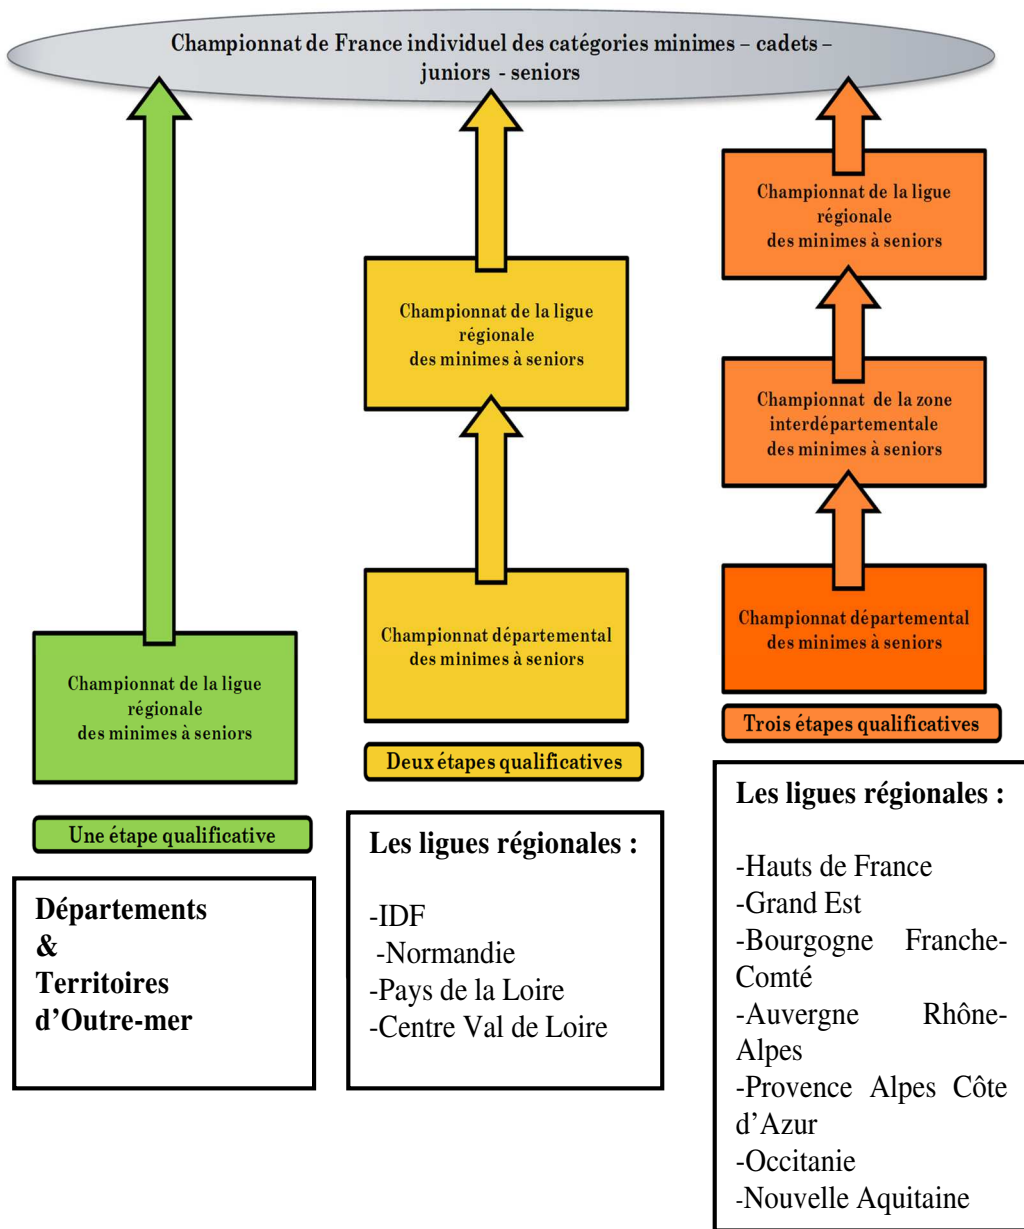 Championnat de France individuel des catégories minimes – cadets –
juniors - seniors
Championnat de la ligue
régionale
des minimes à seniors
Une étape qualificative
Départements
&
Territoires
d’Outre-mer
Championnat de la ligue
régionale
des minimes à seniors
Championnat départemental
des minimes à seniors
Deux étapes qualificatives
Les ligues régionales :
-IDF
-Normandie
-Pays de la Loire
-Centre Val de Loire
Championnat de la ligue
régionale
des minimes à seniors
Championnat de la zone
interdépartementale
des minimes à seniors
Championnat départemental
des minimes à seniors
Trois étapes qualificatives
Les ligues régionales :
-Hauts de France
-Grand Est
-Bourgogne Franche-
Comté
-Auvergne Rhône-
Alpes
-Provence Alpes Côte
d’Azur
-Occitanie
-Nouvelle Aquitaine